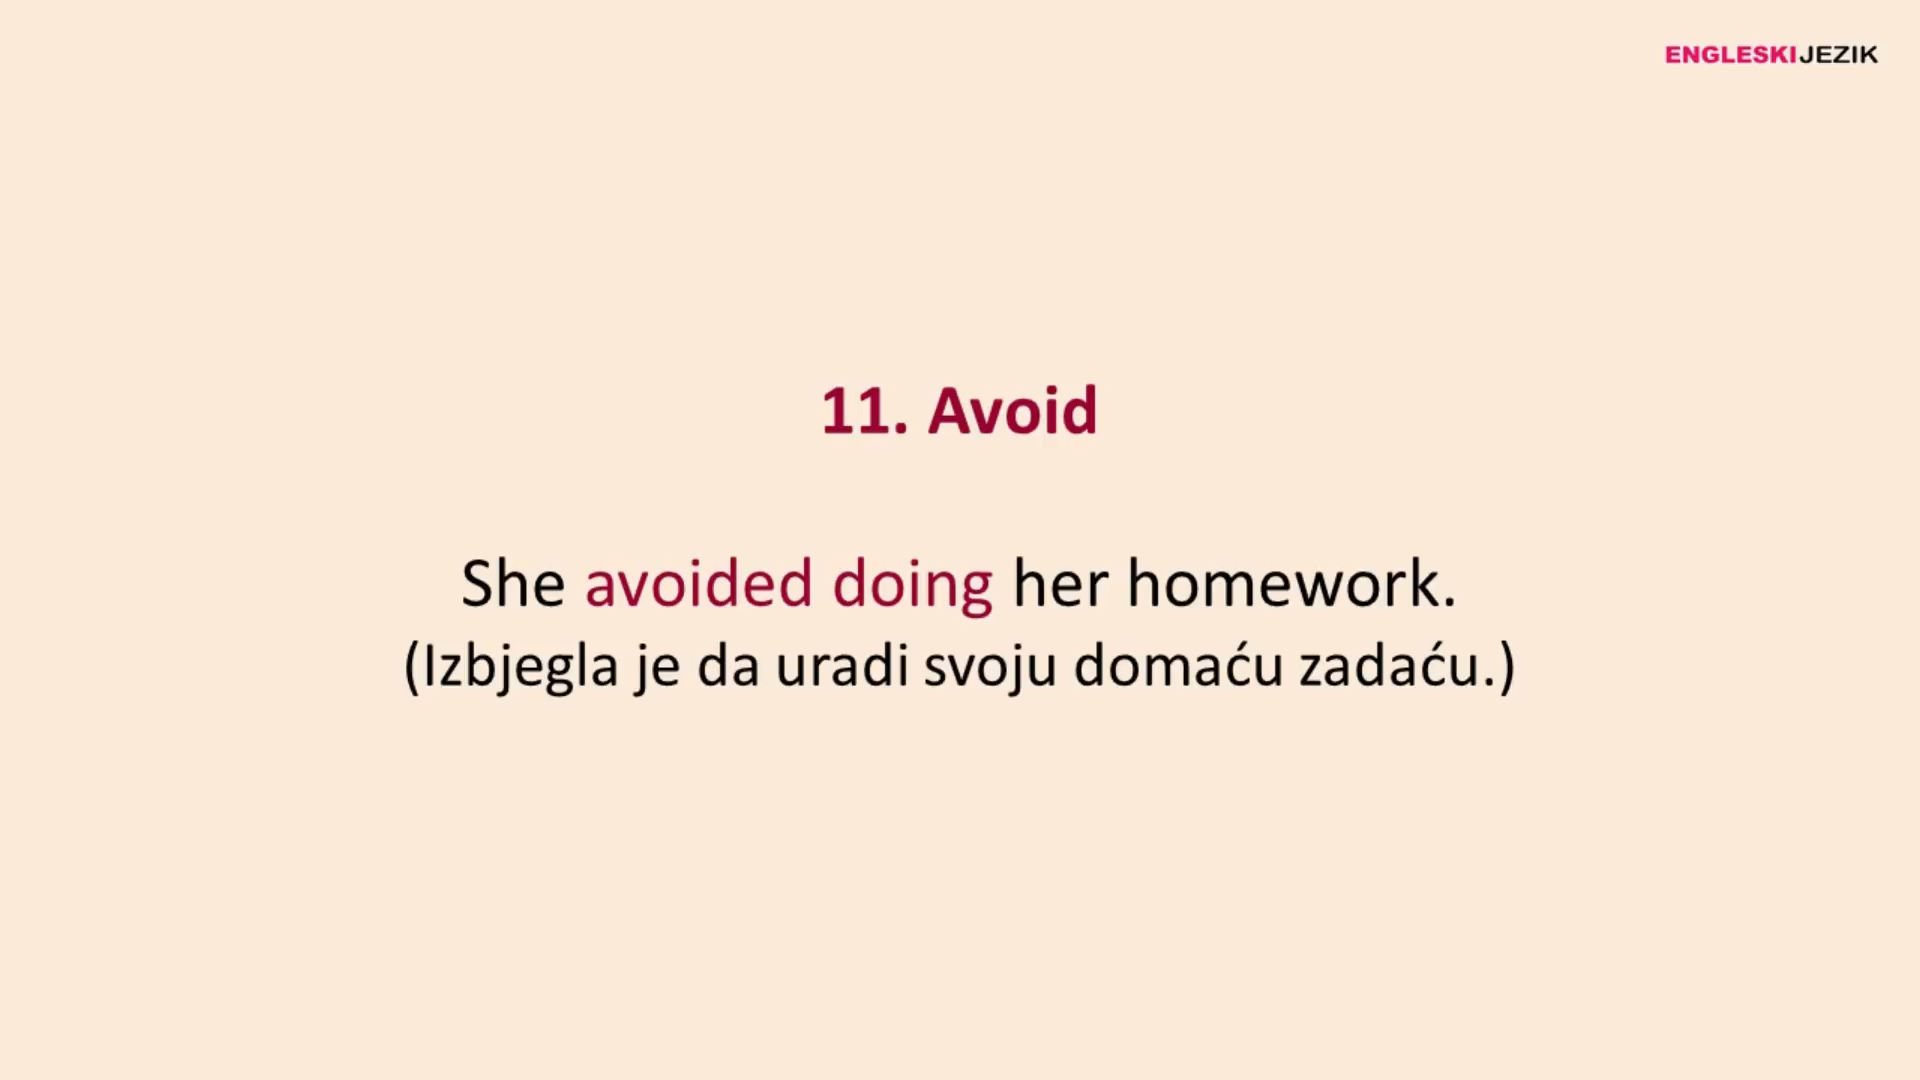 ENGLESKIJEZIK
11. Avoid
She avoided doing her homework.
(Izbjegla je da uradi svoju domaću zadaću.)